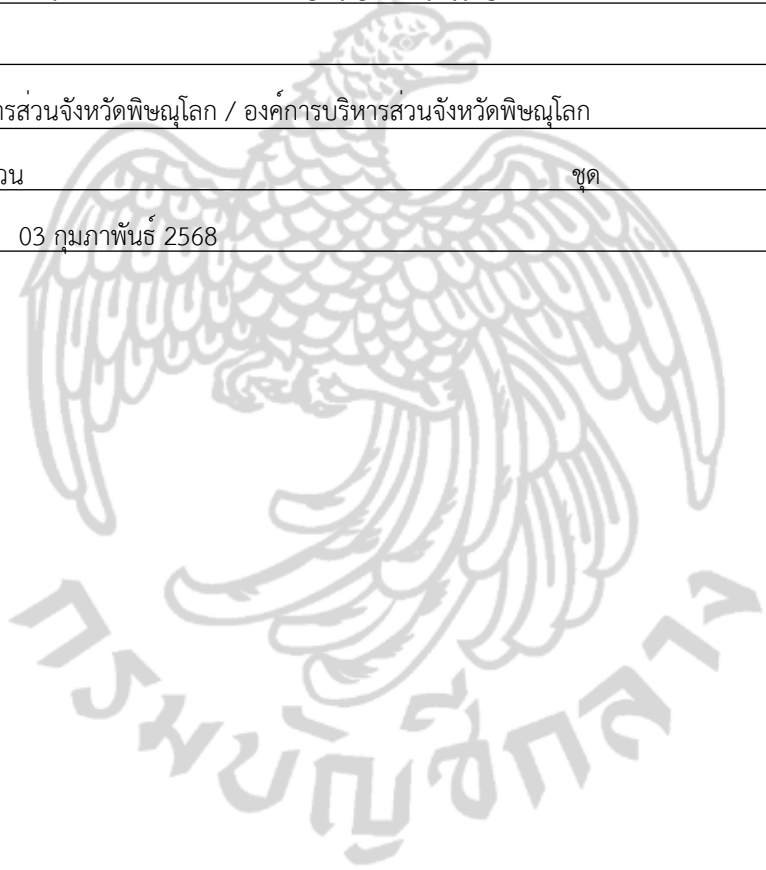 ารส่วนจังหวัดพิษณุโลก / องค์การบริหารส่วนจังหวัดพิษณุโลก
วน ชุด
03 กุมภาพันธ์ 2568
กรมบัญชีกลาง